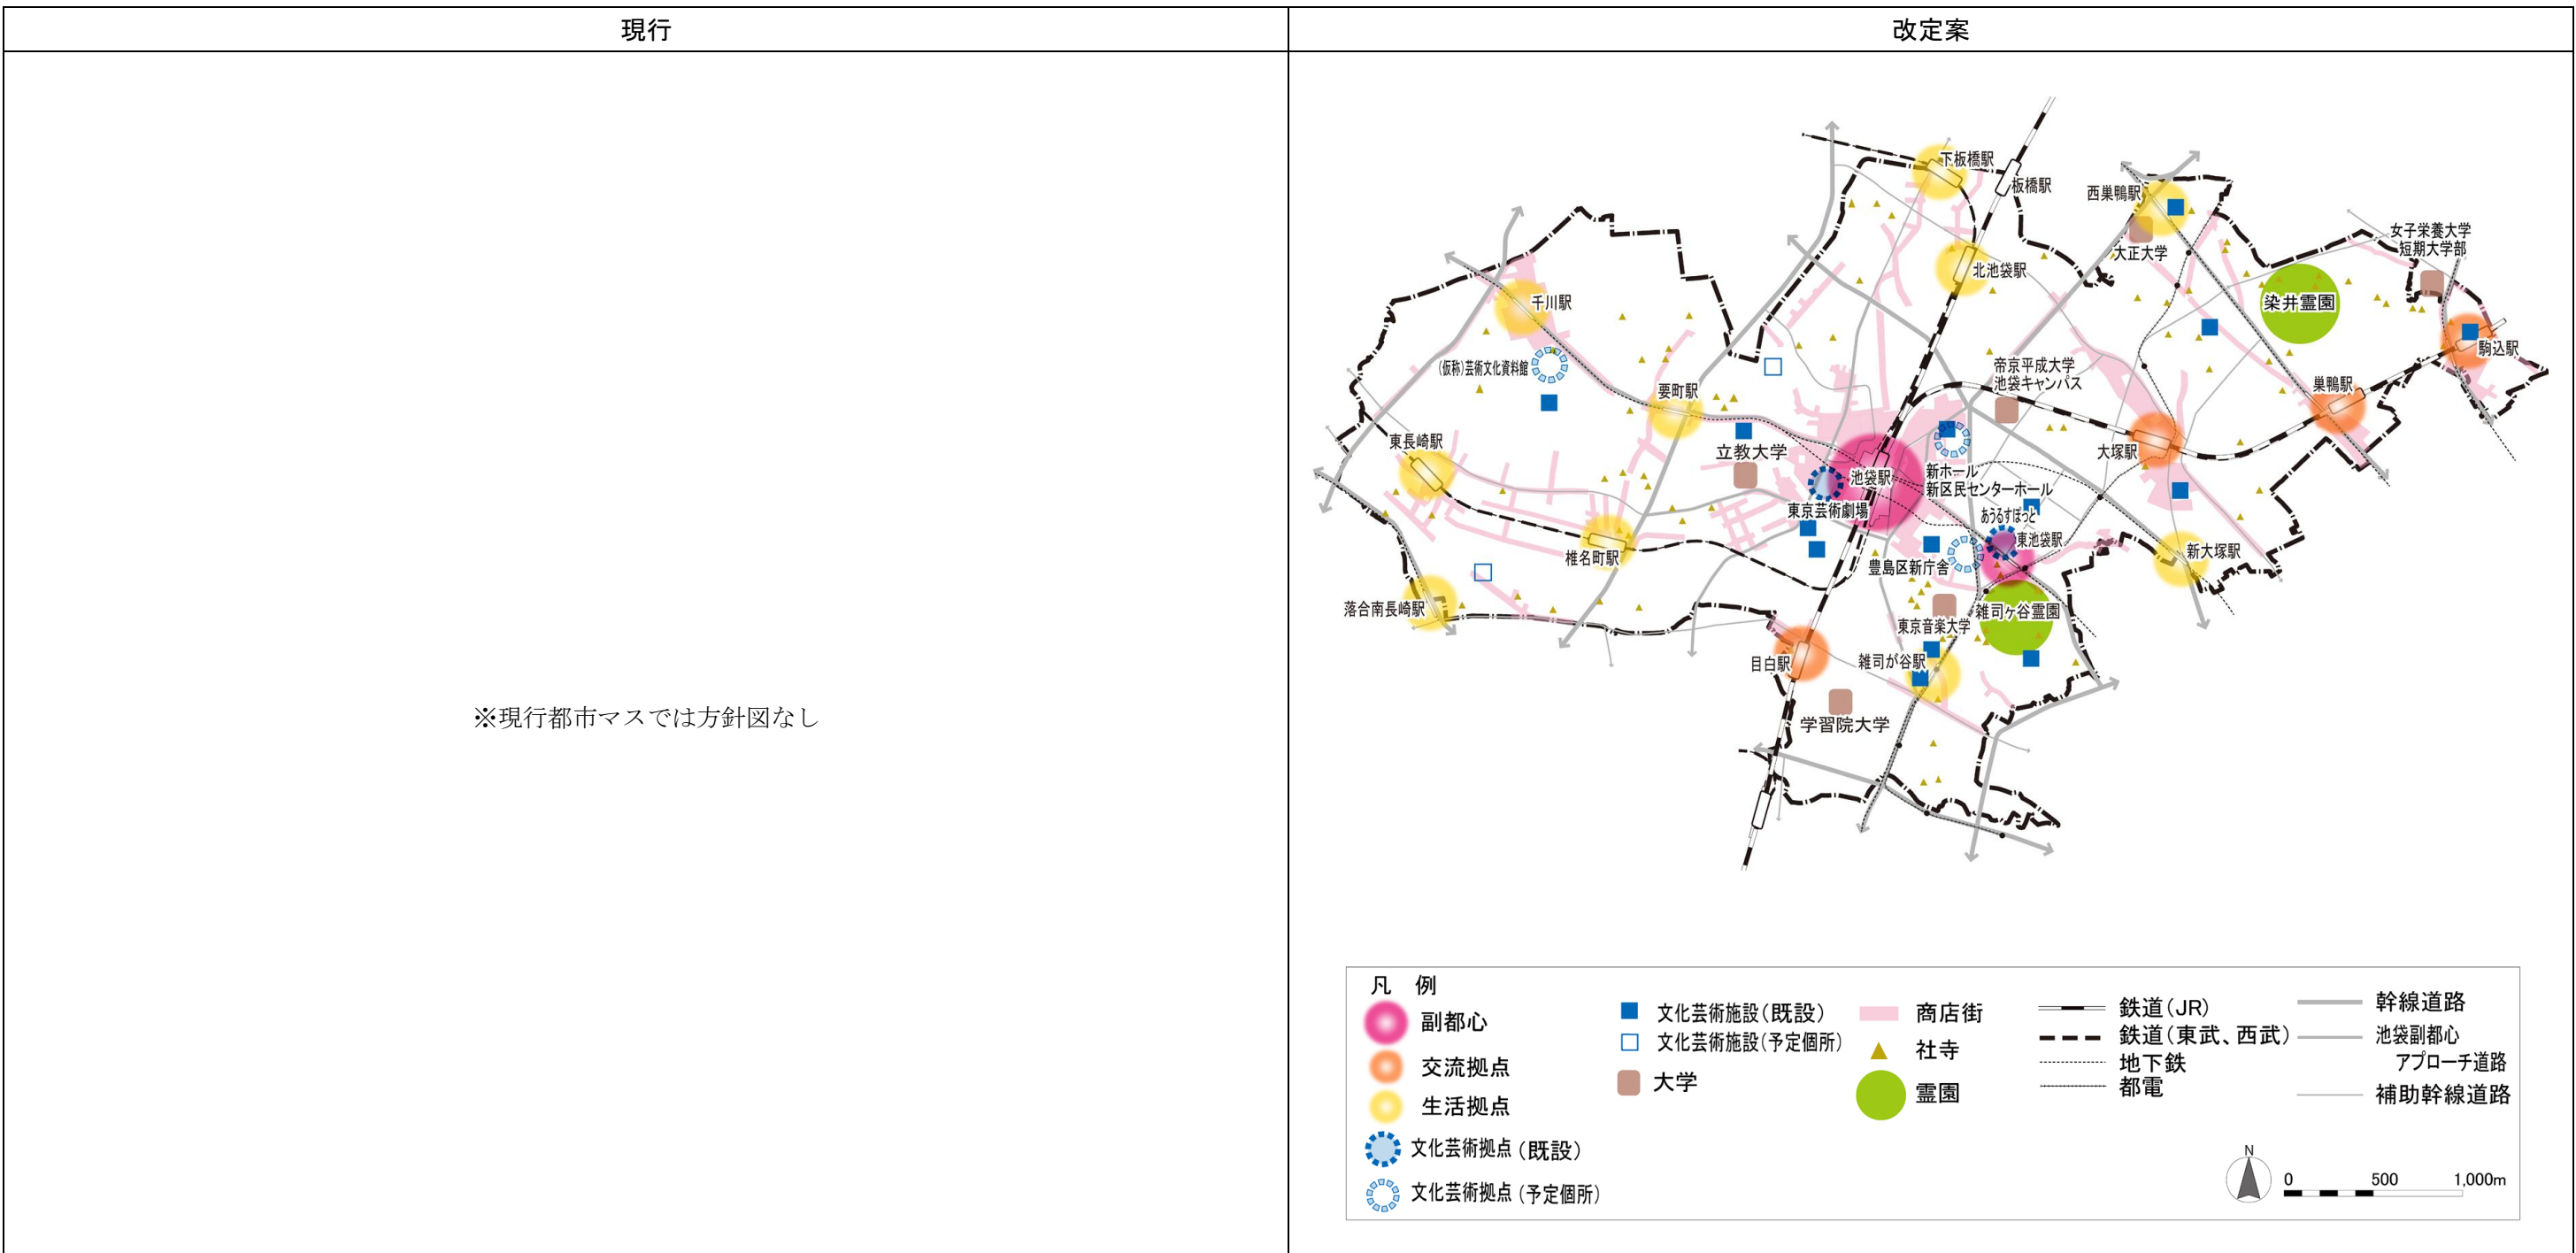 現行
改定案
※現行都市マスでは方針図なし
下板橋駅
板橋駅
西巣鴨駅
女子栄養大学
短期大学部
大正大学
北池袋駅
染井霊園
千川駅
駒込駅
(仮称)芸術文化資料館
帝京平成大学
池袋キャンパス
巣鴨駅
要町駅
東長崎駅
立教大学
大塚駅
池袋駅
新ホール
新区民センターホール
東京芸術劇場
あうるすぽっと
東池袋駅
椎名町駅
豊島区新庁舎
新大塚駅
落合南長崎駅
雑司ヶ谷霊園
東京音楽大学
目白駅
雑司が谷駅
学習院大学
凡 例
副都心
交流拠点
生活拠点
文化芸術拠点(既設)
文化芸術拠点(予定個所)
文化芸術施設(既設)
文化芸術施設(予定個所)
大学
商店街
社寺
霊園
鉄道(JR)
鉄道(東武、西武)
地下鉄
都電
幹線道路
池袋副都心
アプローチ道路
補助幹線道路
N
0 500 1,000m